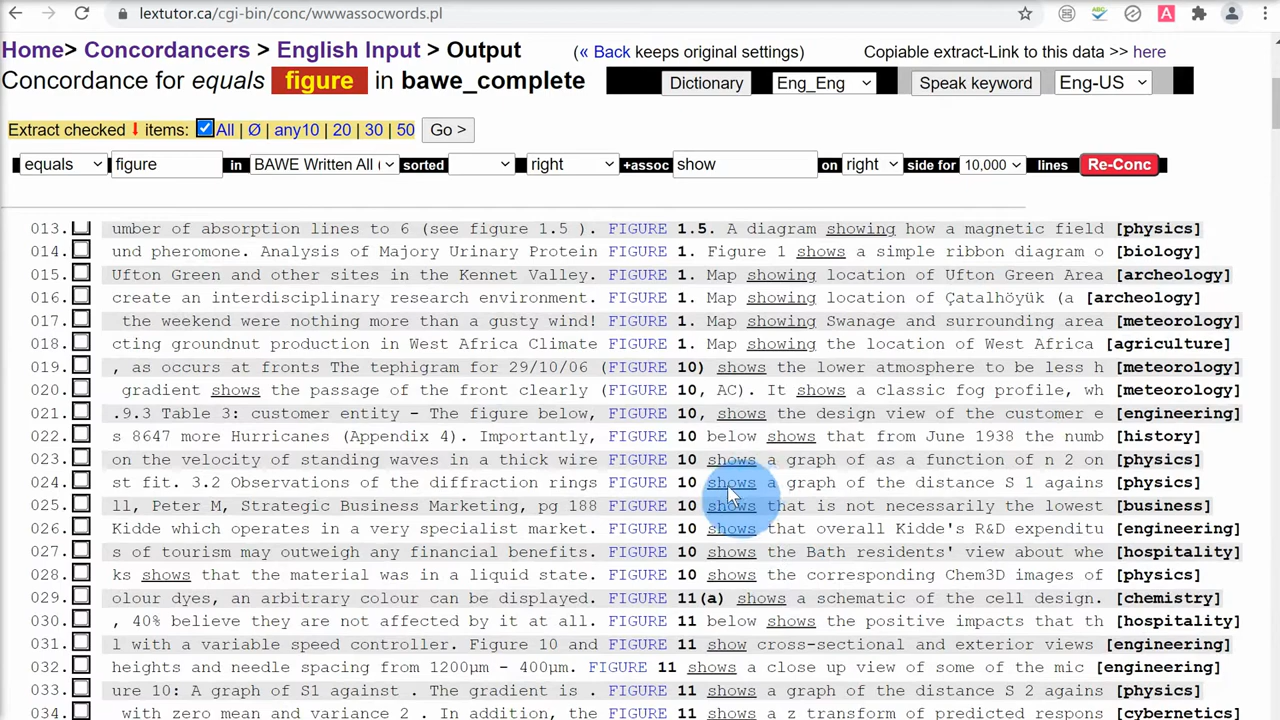 lextutor.ca/cgi-bin/conc/wwwassocwords.pl
Home> Concordancers > English Input > Output (« Back keeps original settings) Copiable extract-Link to this data >> here
Concordance for equals figure in bawe_complete Dictionary Eng_Eng Speak keyword Eng-US
Extract checked items: All | Ø | any10 | 20 | 30 | 50 Go >
equals figure in BAWE Written All ( sorted right +assoc show on right side for 10,000 lines Re-Conc
013. umber of absorption lines to 6 (see figure 1.5 ). FIGURE 1.5. A diagram showing how a magnetic field [physics]
014. und pheromone. Analysis of Majory Urinary Protein FIGURE 1. Figure 1 shows a simple ribbon diagram o [biology]
015. Ufton Green and other sites in the Kennet Valley. FIGURE 1. Map showing location of Ufton Green Area [archeology]
016. create an interdisciplinary research environment. FIGURE 1. Map showing location of Çatalhöyük (a [archeology]
017. the weekend were nothing more than a gusty wind! FIGURE 1. Map showing Swanage and surrounding area [meteorology]
018. cting groundnut production in West Africa Climate FIGURE 1. Map showing the location of West Africa [agriculture]
019. , as occurs at fronts The tephigram for 29/10/06 (FIGURE 10) shows the lower atmosphere to be less h [meteorology]
020. gradient shows the passage of the front clearly (FIGURE 10, AC). It shows a classic fog profile, wh [meteorology]
021. .9.3 Table 3: customer entity - The figure below, FIGURE 10, shows the design view of the customer e [engineering]
022. s 8647 more Hurricanes (Appendix 4). Importantly, FIGURE 10 below shows that from June 1938 the numb [history]
023. on the velocity of standing waves in a thick wire FIGURE 10 shows a graph of as a function of n 2 on [physics]
024. st fit. 3.2 Observations of the diffraction rings FIGURE 10 shows a graph of the distance S 1 agains [physics]
025. ll, Peter M, Strategic Business Marketing, pg 188 FIGURE 10 shows that is not necessarily the lowest [business]
026. Kidde which operates in a very specialist market. FIGURE 10 shows that overall Kidde's R&D expenditu [engineering]
027. s of tourism may outweigh any financial benefits. FIGURE 10 shows the Bath residents' view about whe [hospitality]
028. ks shows that the material was in a liquid state. FIGURE 10 shows the corresponding Chem3D images of [physics]
029. olour dyes, an arbitrary colour can be displayed. FIGURE 11(a) shows a schematic of the cell design. [chemistry]
030. , 40% believe they are not affected by it at all. FIGURE 11 below shows the positive impacts that th [hospitality]
031. l with a variable speed controller. Figure 10 and FIGURE 11 show cross-sectional and exterior views [engineering]
032. heights and needle spacing from 1200µm - 400µm. FIGURE 11 shows a close up view of some of the mic [engineering]
033. ure 10: A graph of S1 against . The gradient is . FIGURE 11 shows a graph of the distance S 2 agains [physics]
034. with zero mean and variance 2 . In addition, the FIGURE 11 shows a z transform of predicted respons [cybernetics]